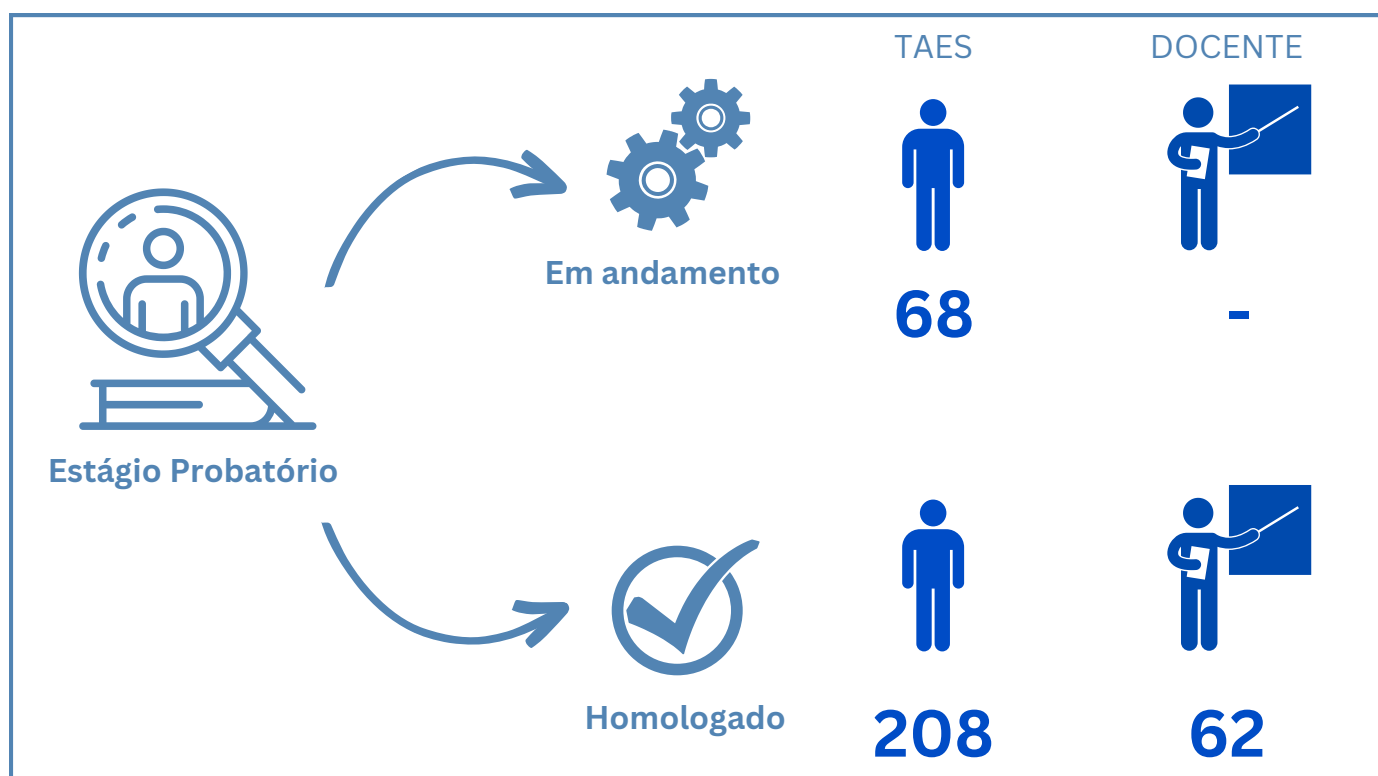 TAES
DOCENTE
Em andamento
68
-
Estágio Probatório
Homologado
208
62